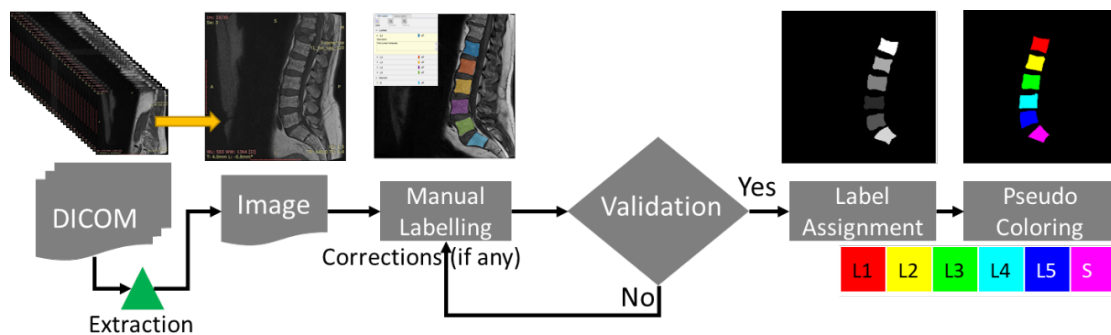 DICOM
Extraction
Image
Manual
Labelling
Corrections (if any)
Validation
Yes
No
Label
Assignment
Pseudo
Coloring
L1 L2 L3 L4 L5 S